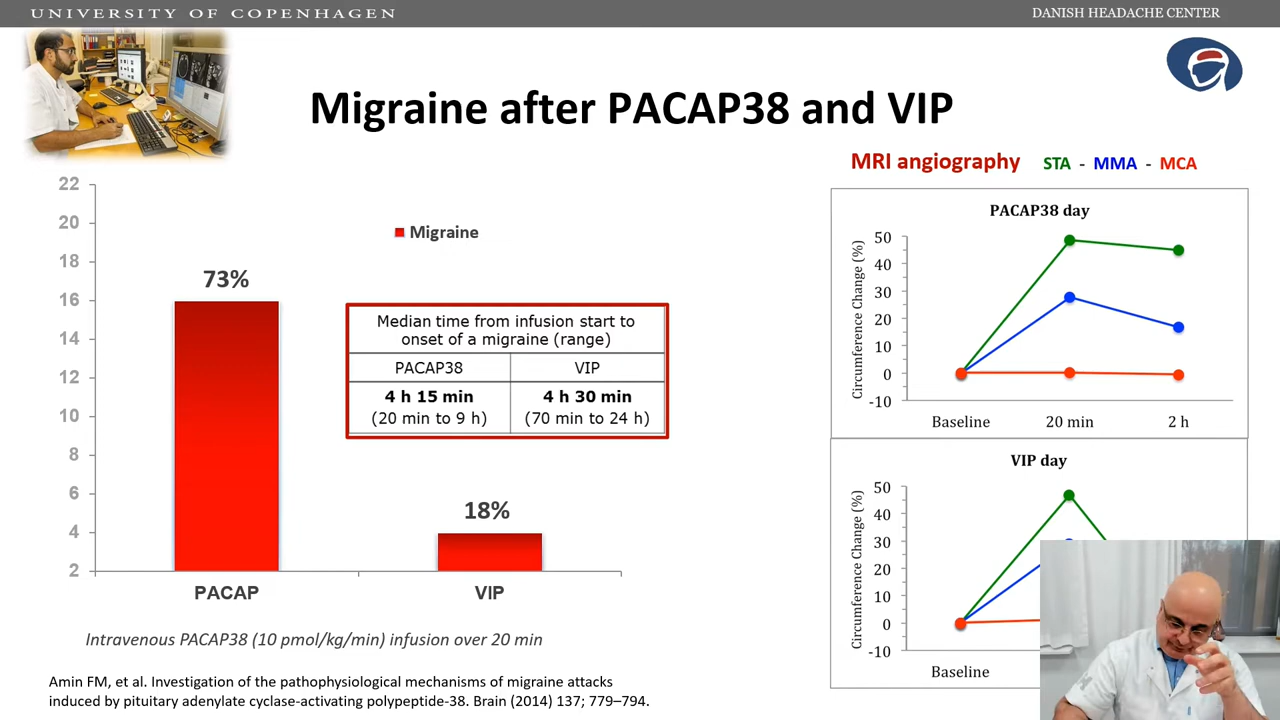 UNIVERSITY OF COPENHAGEN
DANISH HEADACHE CENTER
Migraine after PACAP38 and VIP
22
20
18
16
14
12
10
8
6
4
2
Migraine
73%
18%
PACAP
VIP
Median time from infusion start to
onset of a migraine (range)
PACAP38 VIP
4 h 15 min 4 h 30 min
(20 min to 9 h) (70 min to 24 h)
Intravenous PACAP38 (10 pmol/kg/min) infusion over 20 min
Amin FM, et al. Investigation of the pathophysiological mechanisms of migraine attacks
induced by pituitary adenylate cyclase-activating polypeptide-38. Brain (2014) 137; 779–794.
MRI angiography STA - MMA - MCA
PACAP38 day
Circumference Change (%)
50
40
30
20
10
0
-10
Baseline 20 min 2 h
VIP day
Circumference Change (%)
50
40
30
20
10
0
-10
Baseline